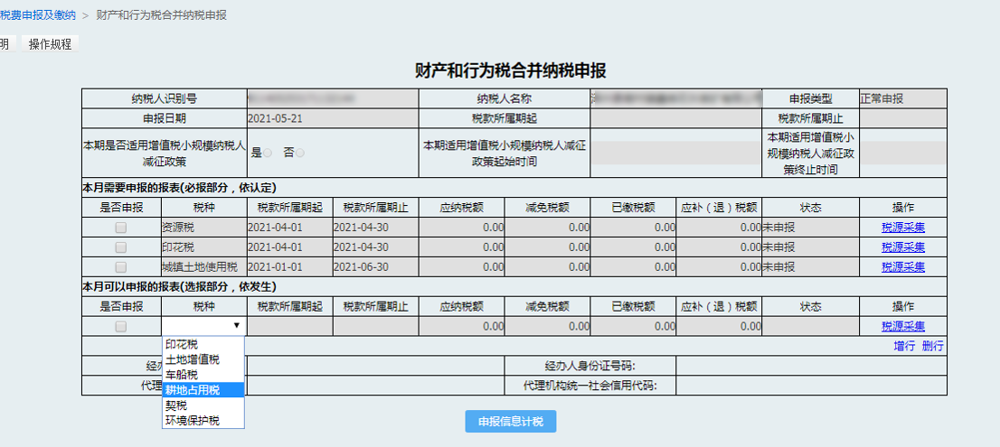 税费申报及缴纳 > 财产和行为税合并纳税申报
明 操作规程
财产和行为税合并纳税申报
纳税人识别号 纳税人名称 申报类型 正常申报
申报日期 2021-05-21 税款所属期起 税款所属期止
本期是否适用增值税小规模纳税人减征政策 是 否 本期适用增值税小规模纳税人减征政策起始时间 本期适用增值税小规模纳税人减征政策终止时间
本月需要申报的报表(必报部分，依认定)
是否申报 税种 税款所属期起 税款所属期止 应纳税额 减免税额 已缴税额 应补（退）税额 状态 操作
资源税 2021-04-01 2021-04-30 0.00 0.00 0.00 0.00 未申报 税源采集
印花税 2021-04-01 2021-04-30 0.00 0.00 0.00 0.00 未申报 税源采集
城镇土地使用税 2021-01-01 2021-06-30 0.00 0.00 0.00 0.00 未申报 税源采集
本月可以申报的报表(选报部分，依发生)
是否申报 税种 税款所属期起 税款所属期止 应纳税额 减免税额 已缴税额 应补（退）税额 状态 操作
0.00 0.00 0.00 0.00 税源采集
增行 删行
印花税
土地增值税
车船税
耕地占用税
契税
环境保护税
经办 经办人身份证号码:
代理 代理机构统一社会信用代码:
申报信息计税